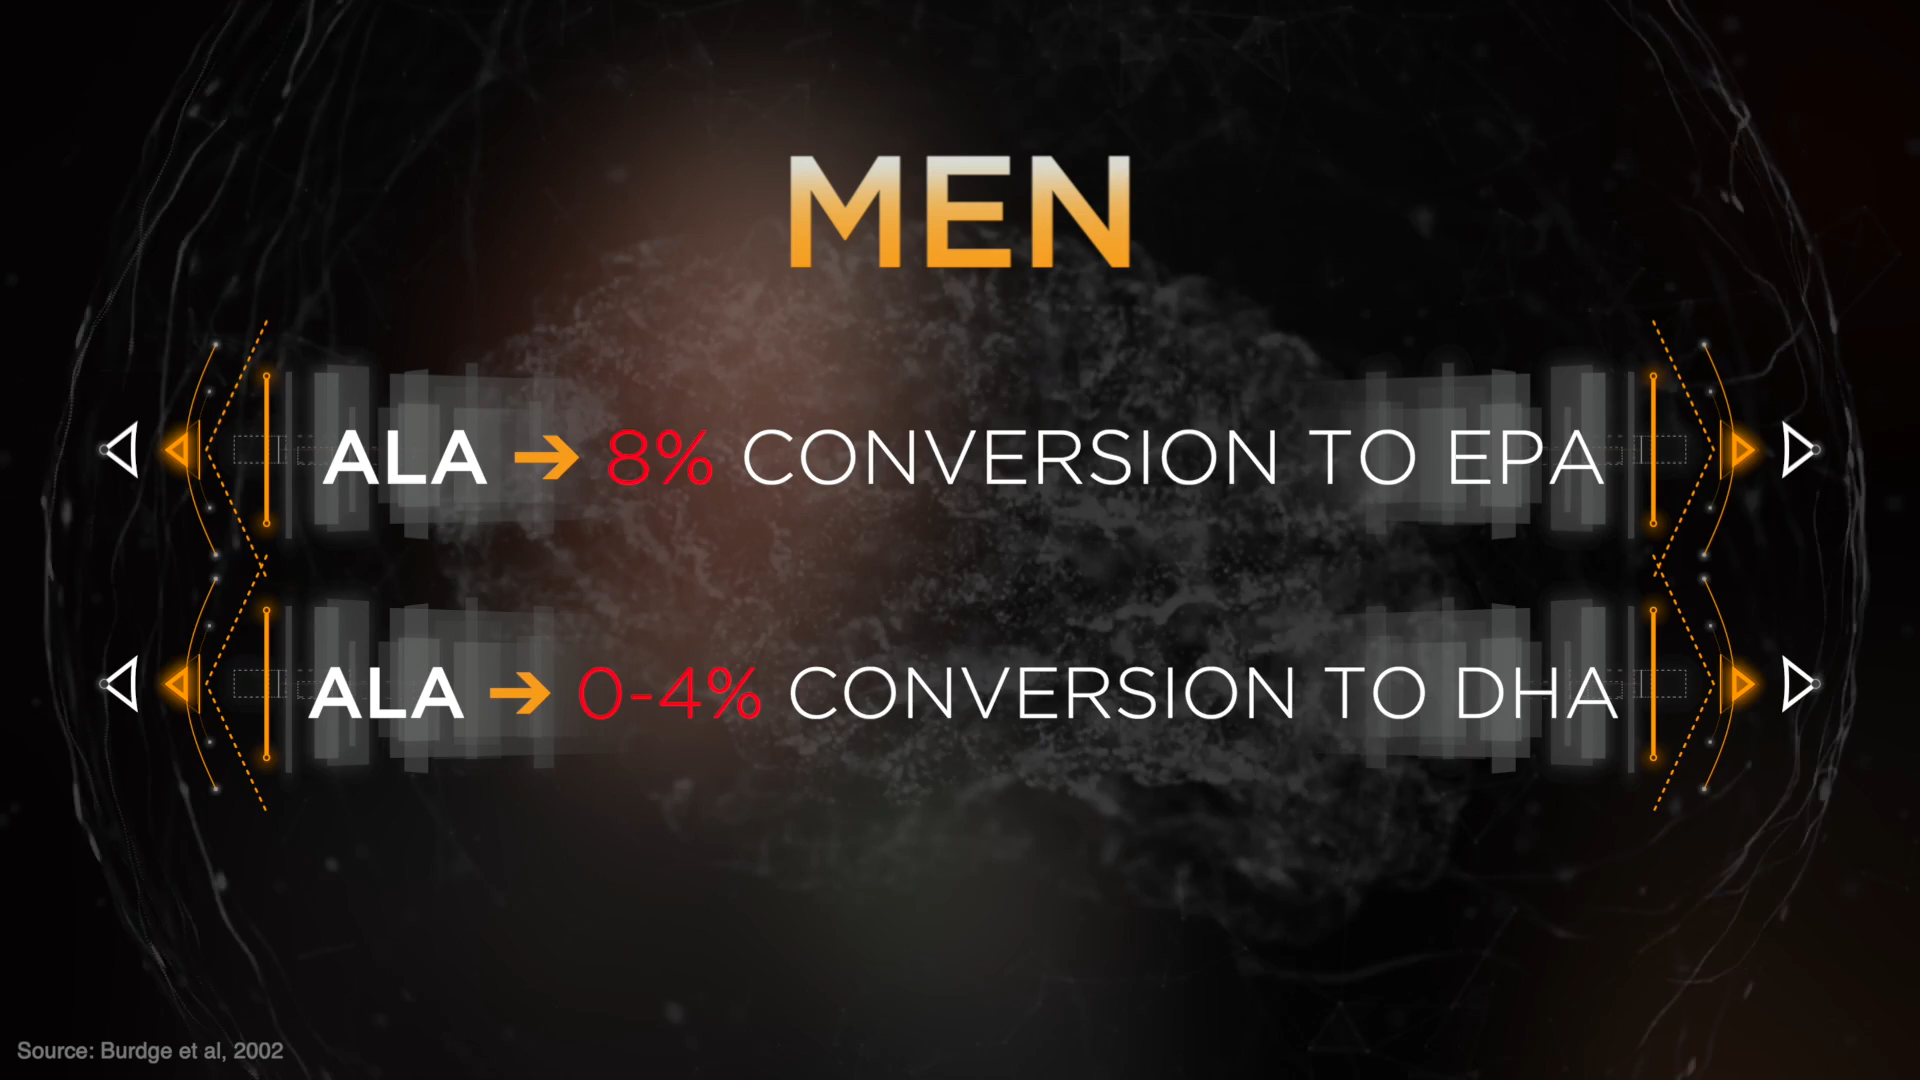 MEN
ALA → 8% CONVERSION TO EPA
ALA → 0-4% CONVERSION TO DHA
Source: Burdge et al, 2002